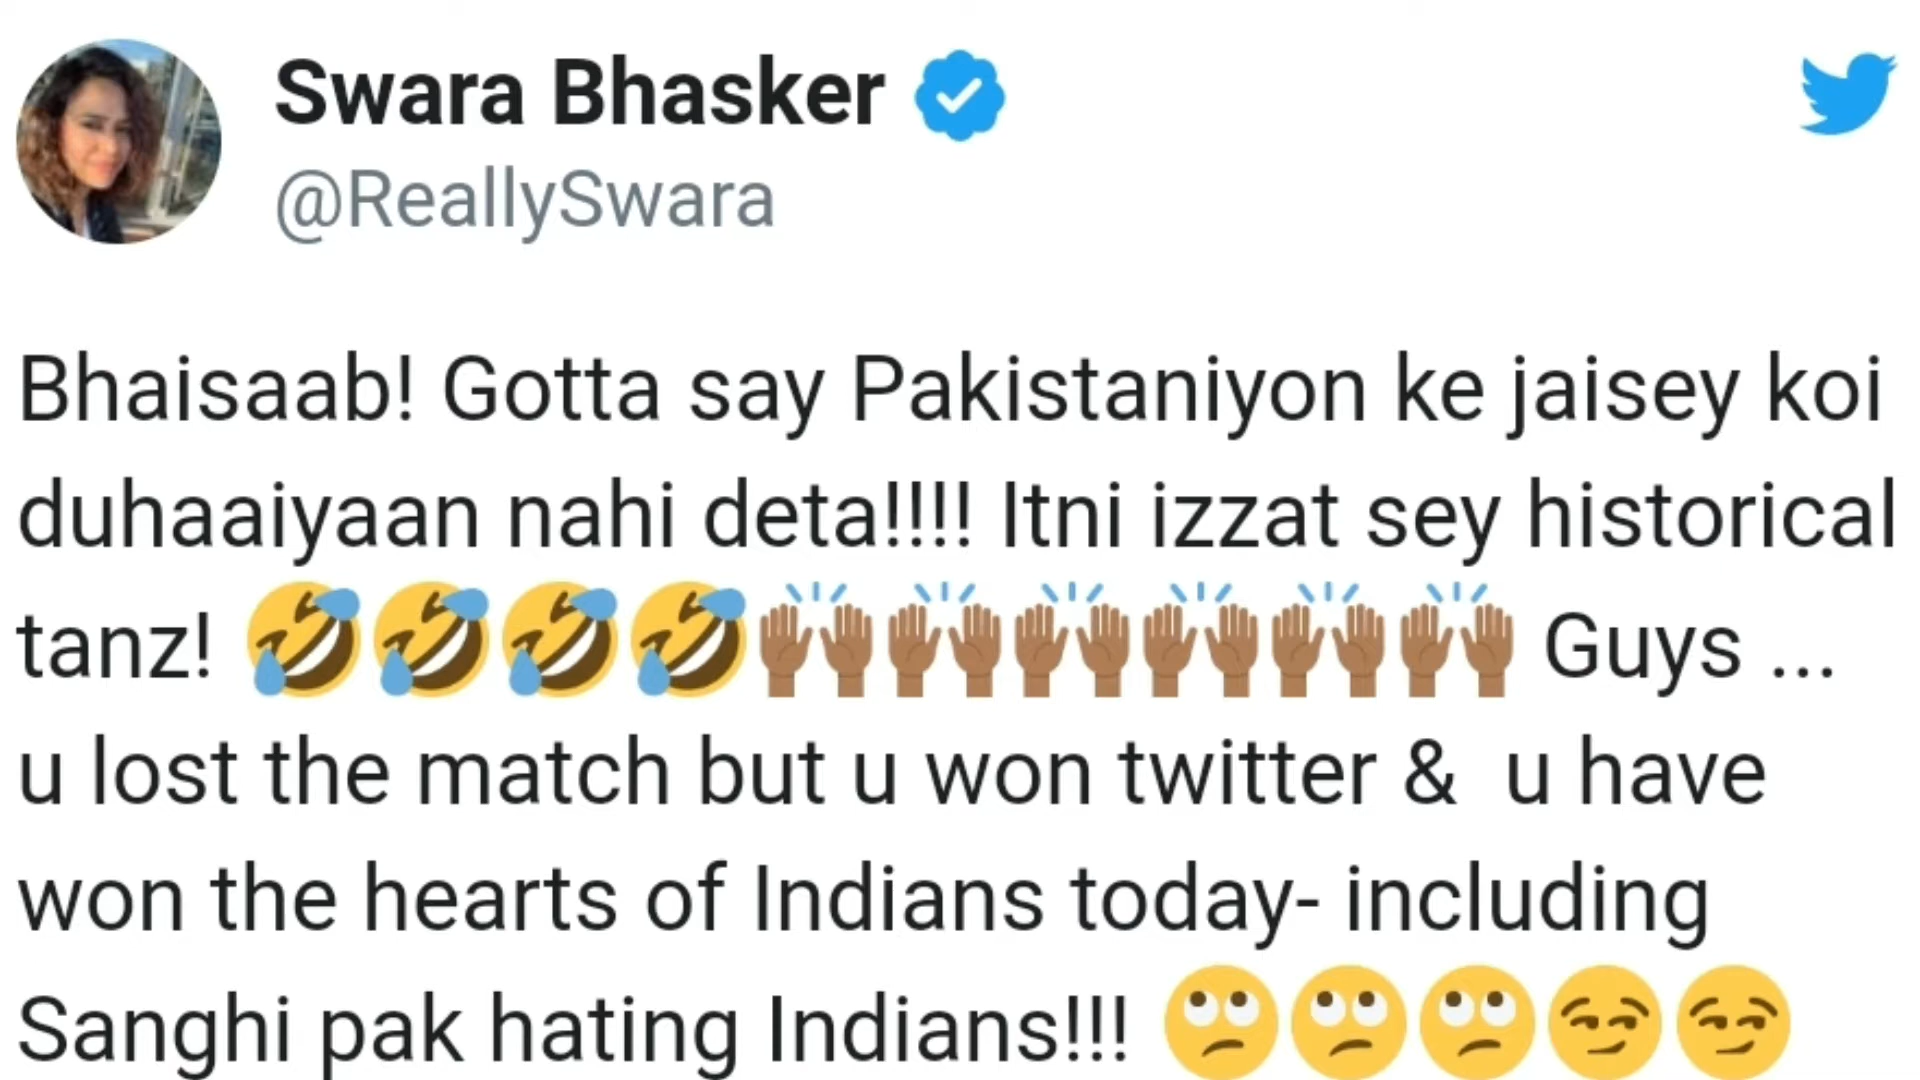 Swara Bhasker
@ReallySwara
Bhaisaab! Gotta say Pakistaniyon ke jaisey koi
duhaaiyaan nahi deta!!!! Itni izzat sey historical
tanz! 🤣🤣🤣🤣🙌🏾🙌🏾🙌🏾🙌🏾🙌🏾🙌🏾 Guys ...
u lost the match but u won twitter &  u have
won the hearts of Indians today- including
Sanghi pak hating Indians!!! 🙄🙄🙄😏😏